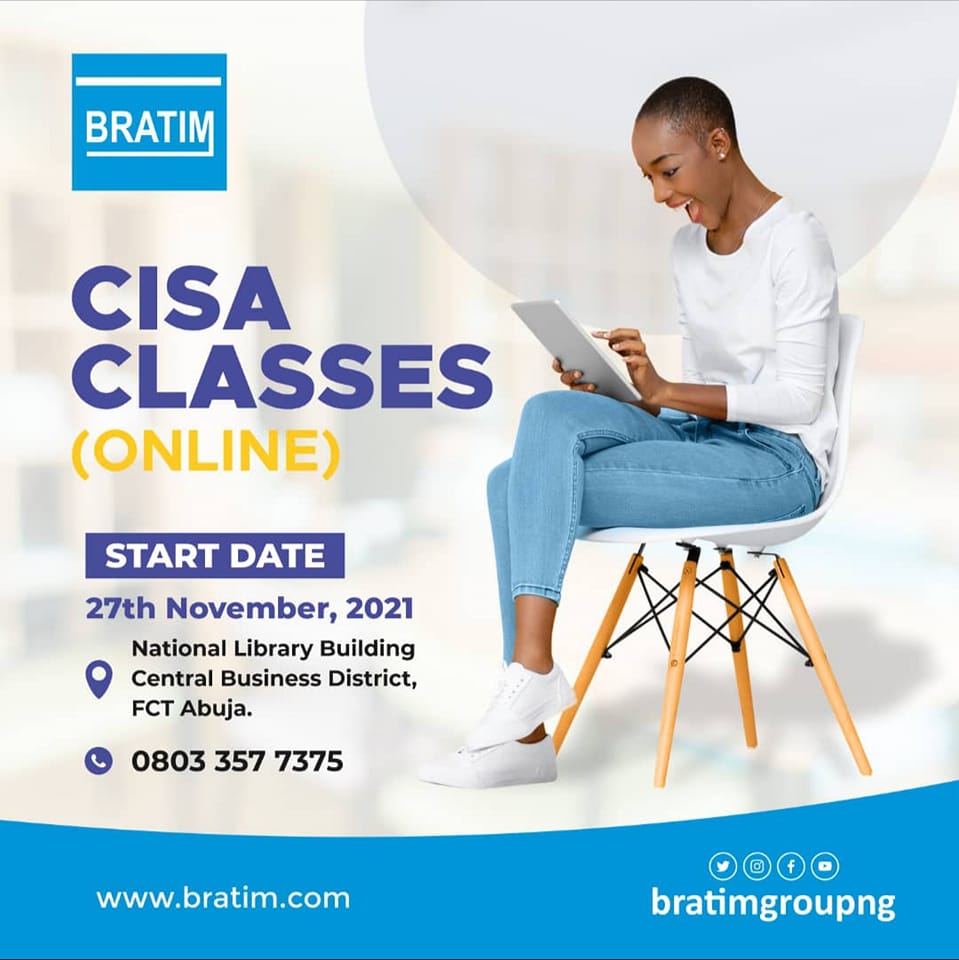 BRATIM
CISA
CLASSES
(ONLINE)
START DATE
27th November, 2021
National Library Building
Central Business District,
FCT Abuja.
0803 357 7375
www.bratim.com
bratimgroupng